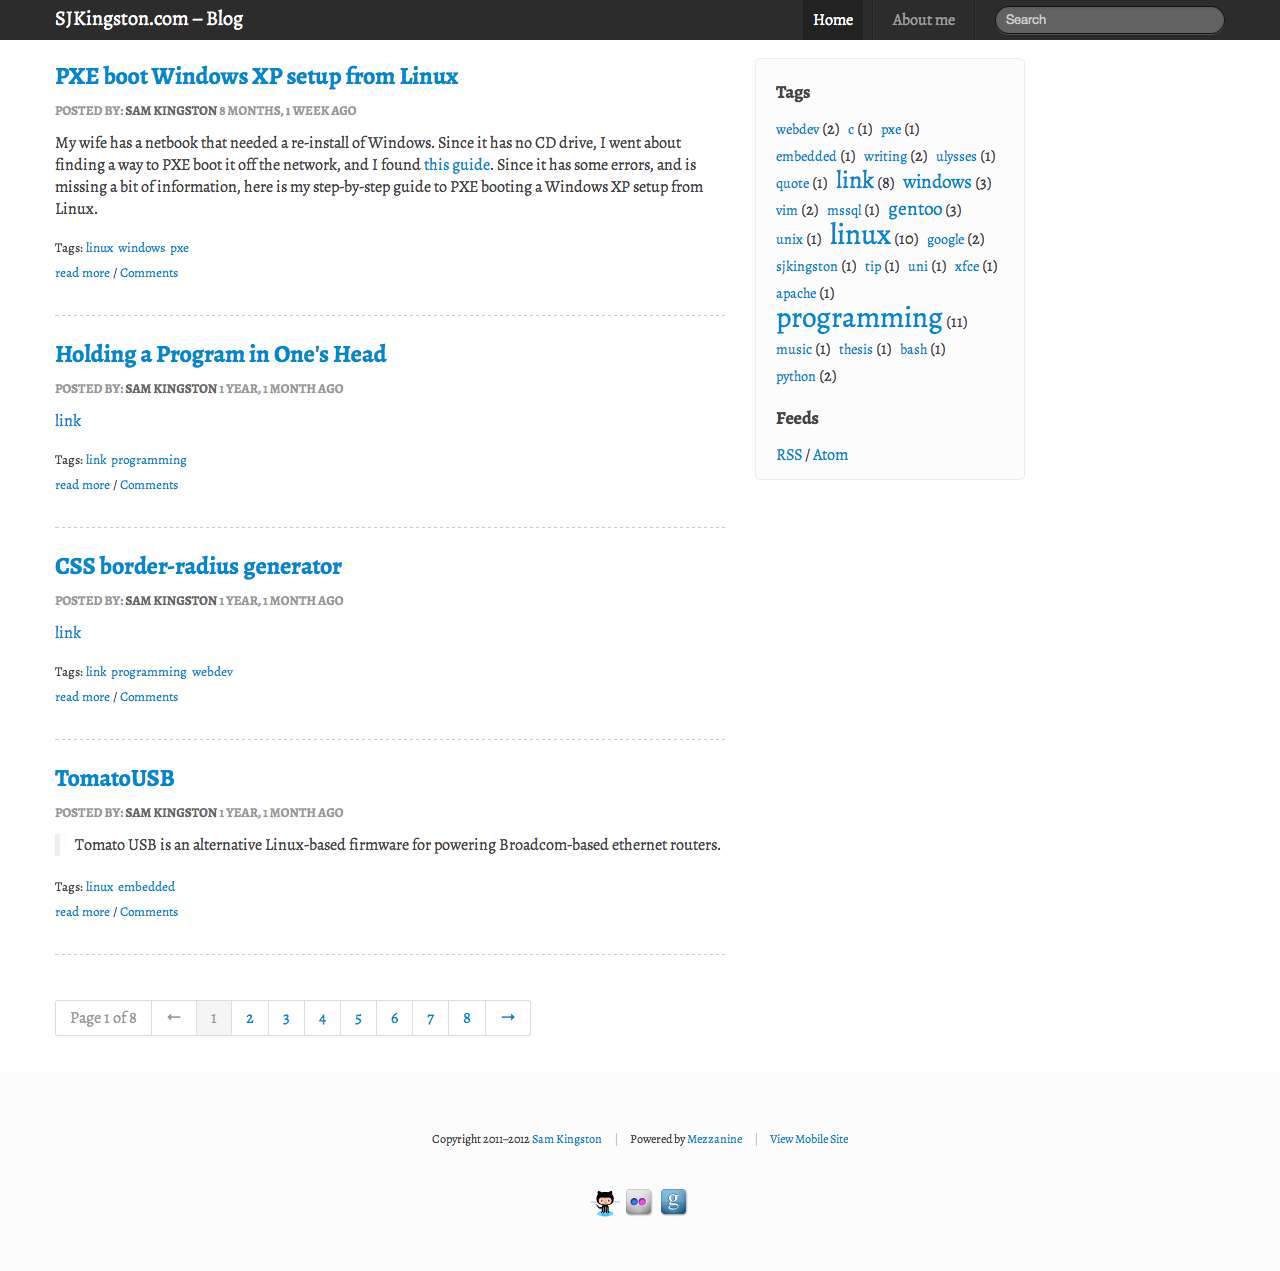 SJKingston.com – Blog
Home
About me
Search
PXE boot Windows XP setup from Linux
POSTED BY: SAM KINGSTON 8 MONTHS, 1 WEEK AGO
My wife has a netbook that needed a re-install of Windows. Since it has no CD drive, I went about
finding a way to PXE boot it off the network, and I found this guide. Since it has some errors, and is
missing a bit of information, here is my step-by-step guide to PXE booting a Windows XP setup from
Linux.
Tags: linux windows pxe
read more / Comments
Holding a Program in One's Head
POSTED BY: SAM KINGSTON 1 YEAR, 1 MONTH AGO
link
Tags: link programming
read more / Comments
CSS border-radius generator
POSTED BY: SAM KINGSTON 1 YEAR, 1 MONTH AGO
link
Tags: link programming webdev
read more / Comments
TomatoUSB
POSTED BY: SAM KINGSTON 1 YEAR, 1 MONTH AGO
Tomato USB is an alternative Linux-based firmware for powering Broadcom-based ethernet routers.
Tags: linux embedded
read more / Comments
Page 1 of 8 ← 1 2 3 4 5 6 7 8 →
Tags
webdev (2) c (1) pxe (1)
embedded (1) writing (2) ulysses (1)
quote (1) link (8) windows (3)
vim (2) mssql (1) gentoo (3)
unix (1) linux (10) google (2)
sjkingston (1) tip (1) uni (1) xfce (1)
apache (1)
programming (11)
music (1) thesis (1) bash (1)
python (2)
Feeds
RSS / Atom
Copyright 2011–2012 Sam Kingston | Powered by Mezzanine | View Mobile Site
g